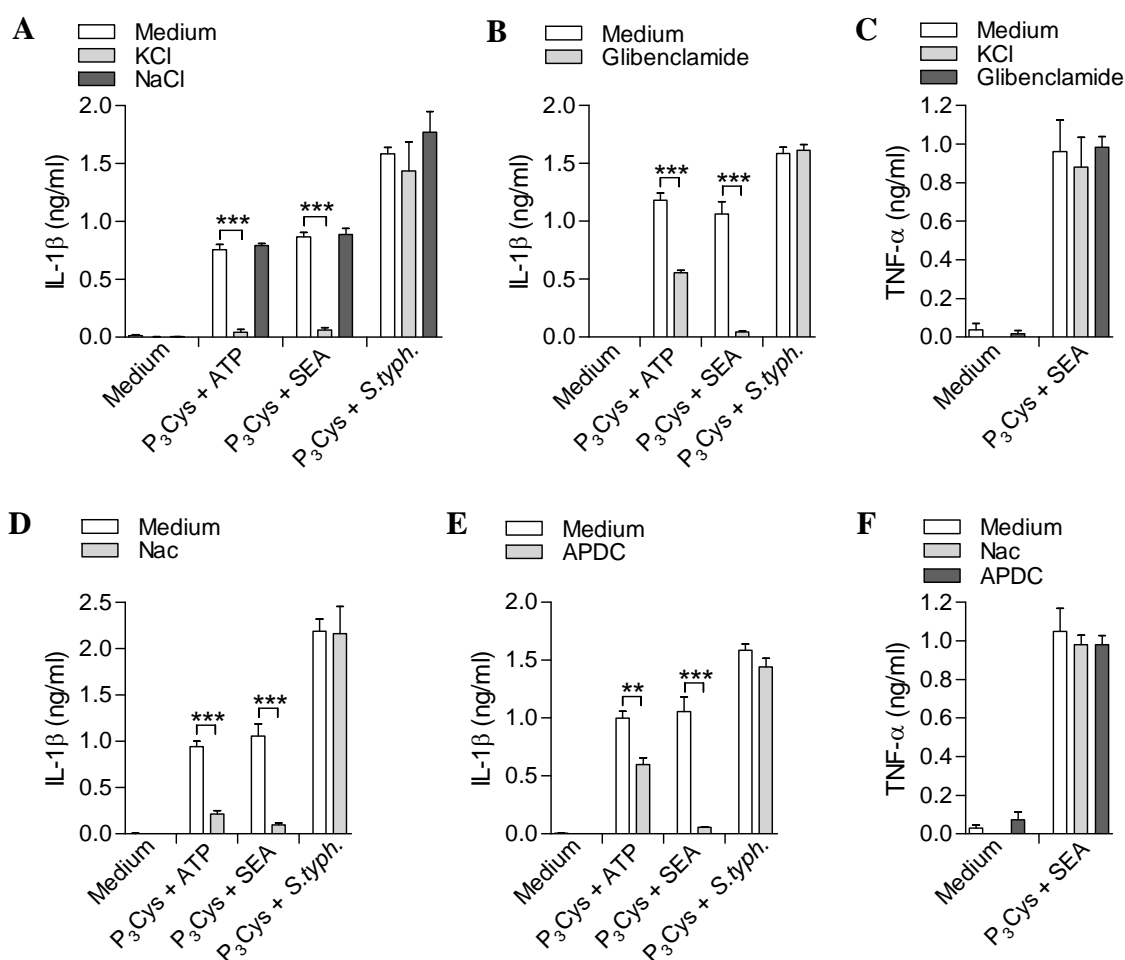 A
Medium
KCl
NaCl
IL-1β (ng/ml)
2.0
1.5
1.0
0.5
0.0
***
***
Medium
P3Cys + ATP
P3Cys + SEA
P3Cys + S.typh.
B
Medium
Glibenclamide
IL-1β (ng/ml)
2.0
1.5
1.0
0.5
0.0
***
***
Medium
P3Cys + ATP
P3Cys + SEA
P3Cys + S.typh.
C
Medium
KCl
Glibenclamide
TNF-α (ng/ml)
1.2
1.0
0.8
0.6
0.4
0.2
0.0
Medium
P3Cys + SEA
D
Medium
Nac
IL-1β (ng/ml)
2.5
2.0
1.5
1.0
0.5
0.0
***
***
Medium
P3Cys + ATP
P3Cys + SEA
P3Cys + S.typh.
E
Medium
APDC
IL-1β (ng/ml)
2.0
1.5
1.0
0.5
0.0
**
***
Medium
P3Cys + ATP
P3Cys + SEA
P3Cys + S.typh.
F
Medium
Nac
APDC
TNF-α (ng/ml)
1.2
1.0
0.8
0.6
0.4
0.2
0.0
Medium
P3Cys + SEA